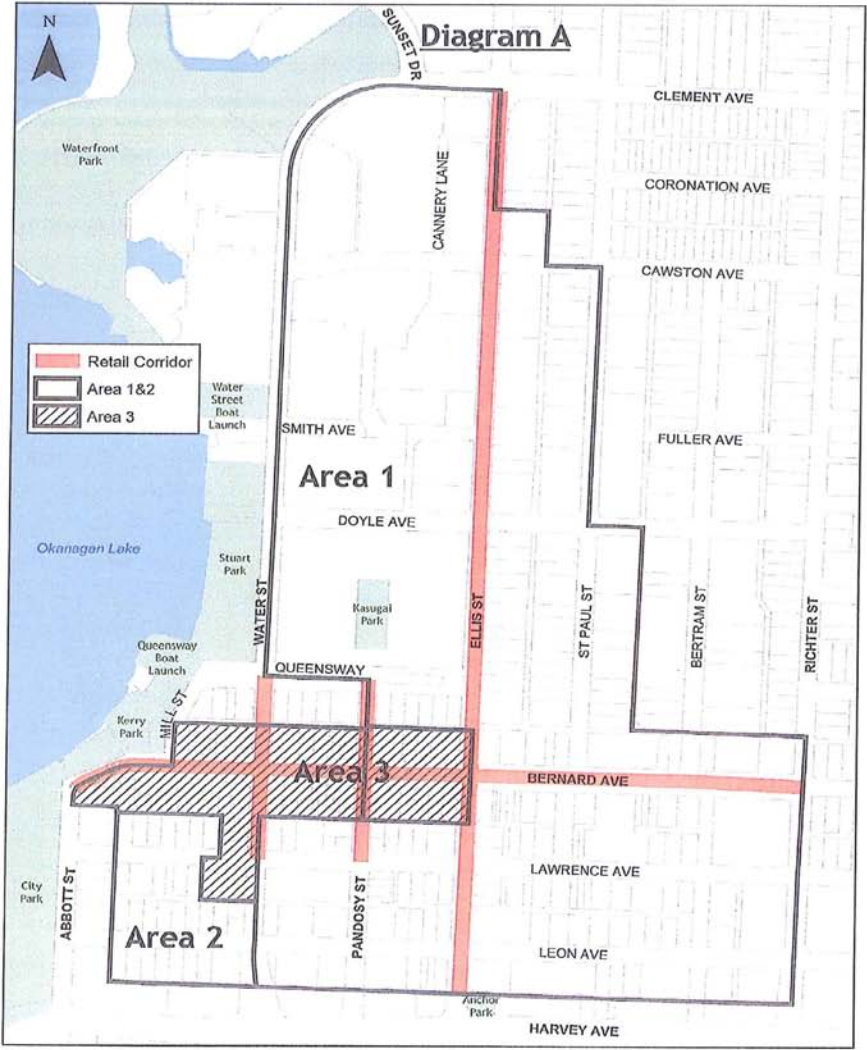 N
SUNSET DR
Diagram A
CLEMENT AVE
Waterfront
Park
CANNERY LANE
CORONATION AVE
CAWSTON AVE
Retail Corridor
Area 1&2
Area 3
Water
Street
Boat
Launch
SMITH AVE
FULLER AVE
Area 1
DOYLE AVE
Okanagan Lake
Stuart
Park
WATER ST
Kasugai
Park
ELLIS ST
ST PAUL ST
BERTRAM ST
RICHTER ST
Queensway
Boat
Launch
QUEENSWAY
MILL ST
Kerry
Park
Area 3
BERNARD AVE
LAWRENCE AVE
City
Park
ABBOTT ST
Area 2
PANDOSY ST
LEON AVE
Anchor
Park
HARVEY AVE